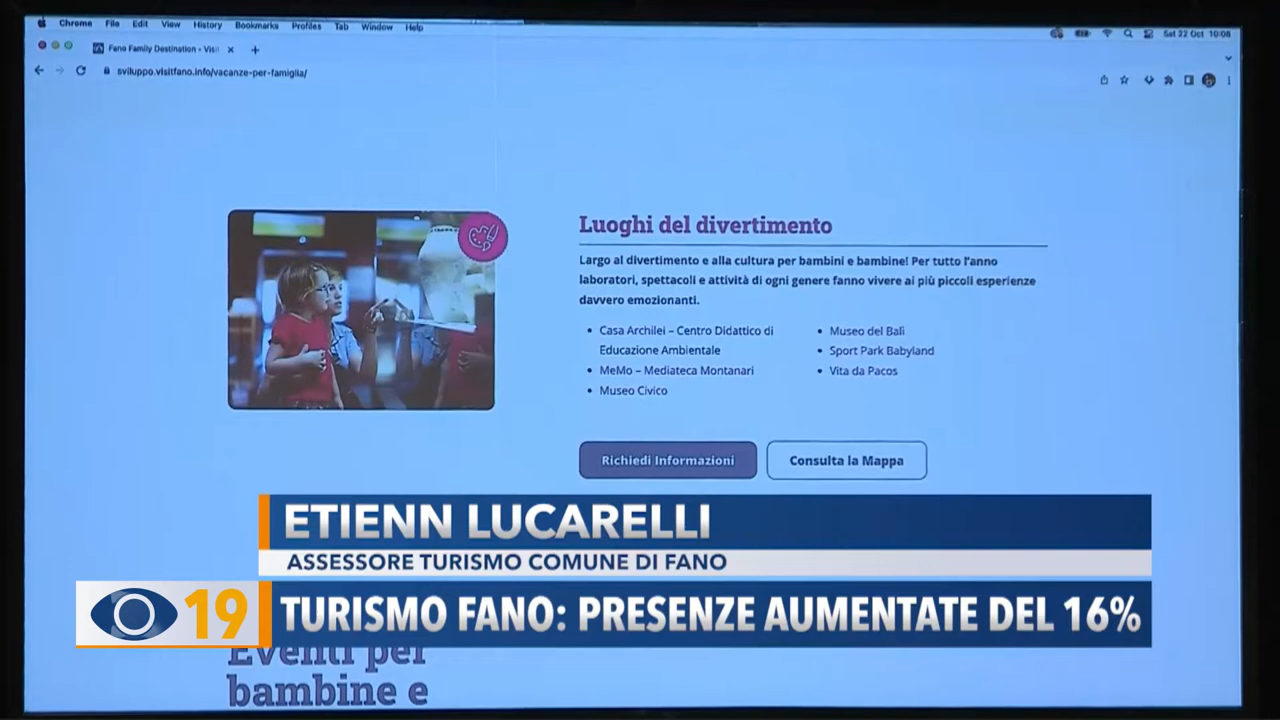 Chrome File Edit View History Bookmarks Profiles Tab Window Help
Sat 22 Oct 10:08
Fano Family Destination - Visi
sviluppo.visitfano.info/vacanze-per-famiglia/
Luoghi del divertimento
Largo al divertimento e alla cultura per bambini e bambine! Per tutto l'anno
laboratori, spettacoli e attività di ogni genere fanno vivere ai più piccoli esperienze
davvero emozionanti.
• Casa Archilei – Centro Didattico di
Educazione Ambientale
• MeMo – Mediateca Montanari
• Museo Civico
• Museo del Balì
• Sport Park Babyland
• Vita da Pacos
Richiedi Informazioni
Consulta la Mappa
ETIENN LUCARELLI
ASSESSORE TURISMO COMUNE DI FANO
19
TURISMO FANO: PRESENZE AUMENTATE DEL 16%
Eventi per
bambine e